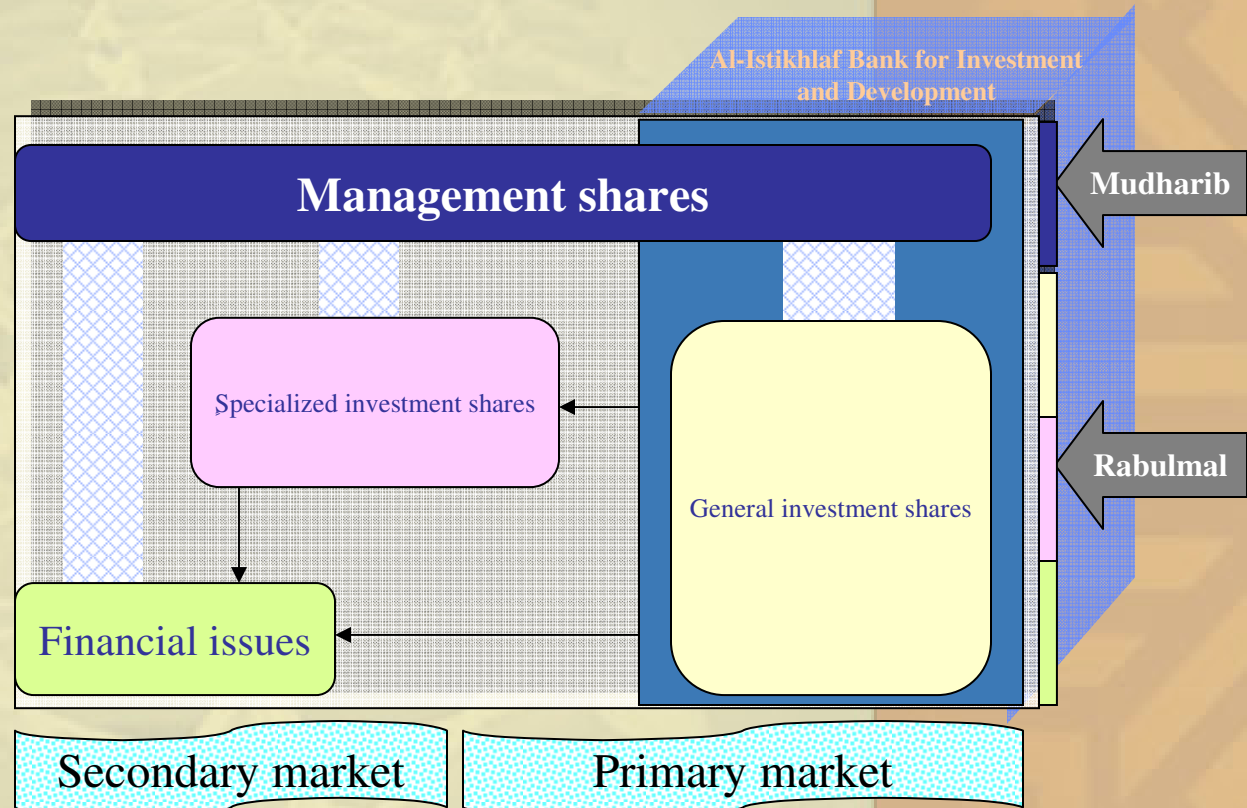 Al-Istikhlaf Bank for Investment
and Development
Management shares
Mudharib
Specialized investment shares
General investment shares
Rabulmal
Financial issues
Secondary market
Primary market